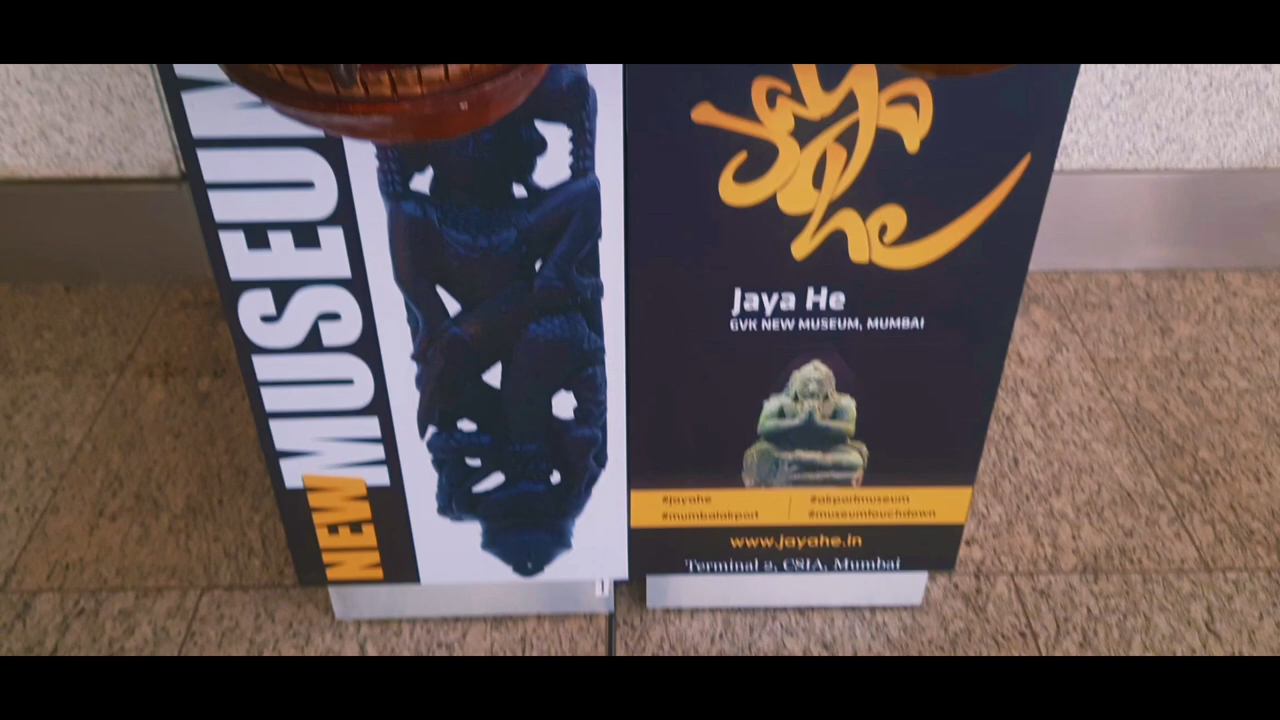 NEW MUSEUM
Jaya
he
Jaya He
GVK NEW MUSEUM, MUMBAI
#jayahe #airportmuseum
#mumbaiairport #museumtouchdown
www.jayahe.in
Terminal 2, CSIA, Mumbai
1